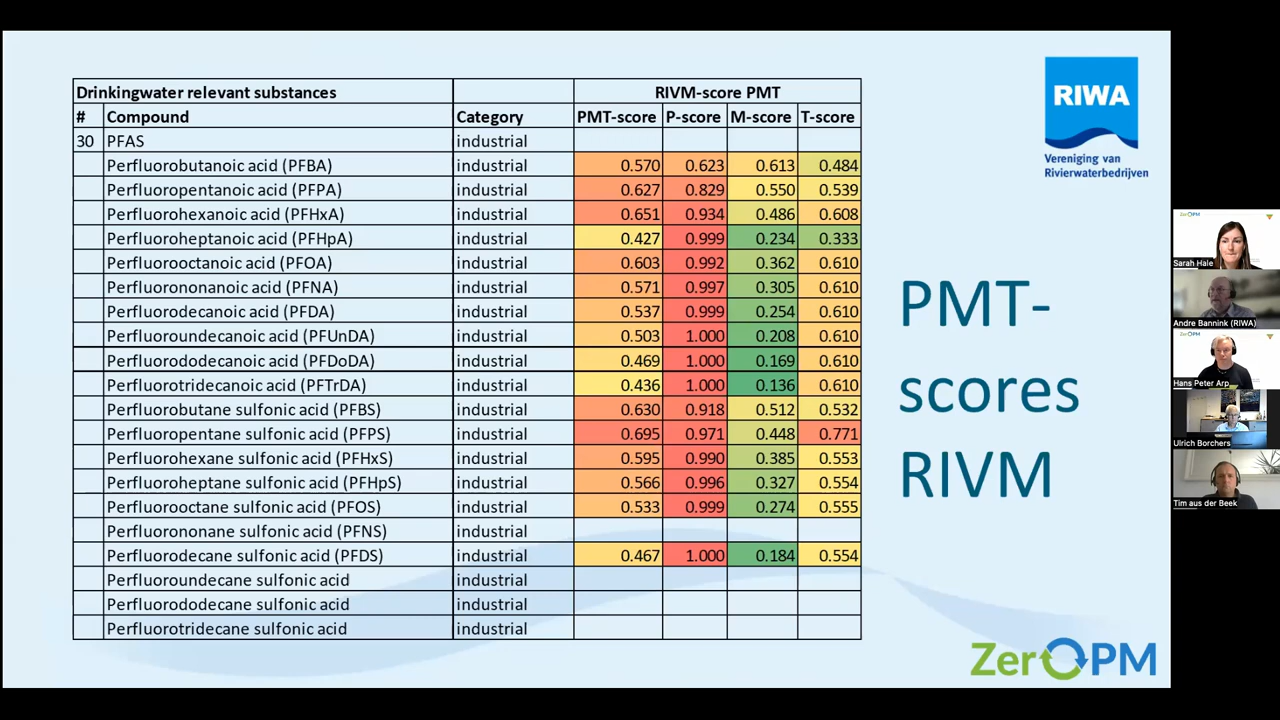 Drinkingwater relevant substances RIVM-score PMT
# Compound Category PMT-score P-score M-score T-score
30 PFAS industrial
Perfluorobutanoic acid (PFBA) industrial 0.570 0.623 0.613 0.484
Perfluoropentanoic acid (PFPA) industrial 0.627 0.829 0.550 0.539
Perfluorohexanoic acid (PFHxA) industrial 0.651 0.934 0.486 0.608
Perfluoroheptanoic acid (PFHpA) industrial 0.427 0.999 0.234 0.333
Perfluorooctanoic acid (PFOA) industrial 0.603 0.992 0.362 0.610
Perfluorononanoic acid (PFNA) industrial 0.571 0.997 0.305 0.610
Perfluorodecanoic acid (PFDA) industrial 0.537 0.999 0.254 0.610
Perfluoroundecanoic acid (PFUnDA) industrial 0.503 1.000 0.208 0.610
Perfluorododecanoic acid (PFDoDA) industrial 0.469 1.000 0.169 0.610
Perfluorotridecanoic acid (PFTrDA) industrial 0.436 1.000 0.136 0.610
Perfluorobutane sulfonic acid (PFBS) industrial 0.630 0.918 0.512 0.532
Perfluoropentane sulfonic acid (PFPS) industrial 0.695 0.971 0.448 0.771
Perfluorohexane sulfonic acid (PFHxS) industrial 0.595 0.990 0.385 0.553
Perfluoroheptane sulfonic acid (PFHpS) industrial 0.566 0.996 0.327 0.554
Perfluorooctane sulfonic acid (PFOS) industrial 0.533 0.999 0.274 0.555
Perfluorononane sulfonic acid (PFNS) industrial
Perfluorodecane sulfonic acid (PFDS) industrial 0.467 1.000 0.184 0.554
Perfluoroundecane sulfonic acid industrial
Perfluorododecane sulfonic acid industrial
Perfluorotridecane sulfonic acid industrial
PMT-
scores
RIVM
RIWA
Vereniging van
Rivierwaterbedrijven
ZeroPM
ZeroPM
Sarah Hale
Andre Bannink (RIWA)
ZeroPM
Hans Peter Arp
Ulrich Borchers
Tim aus der Beek